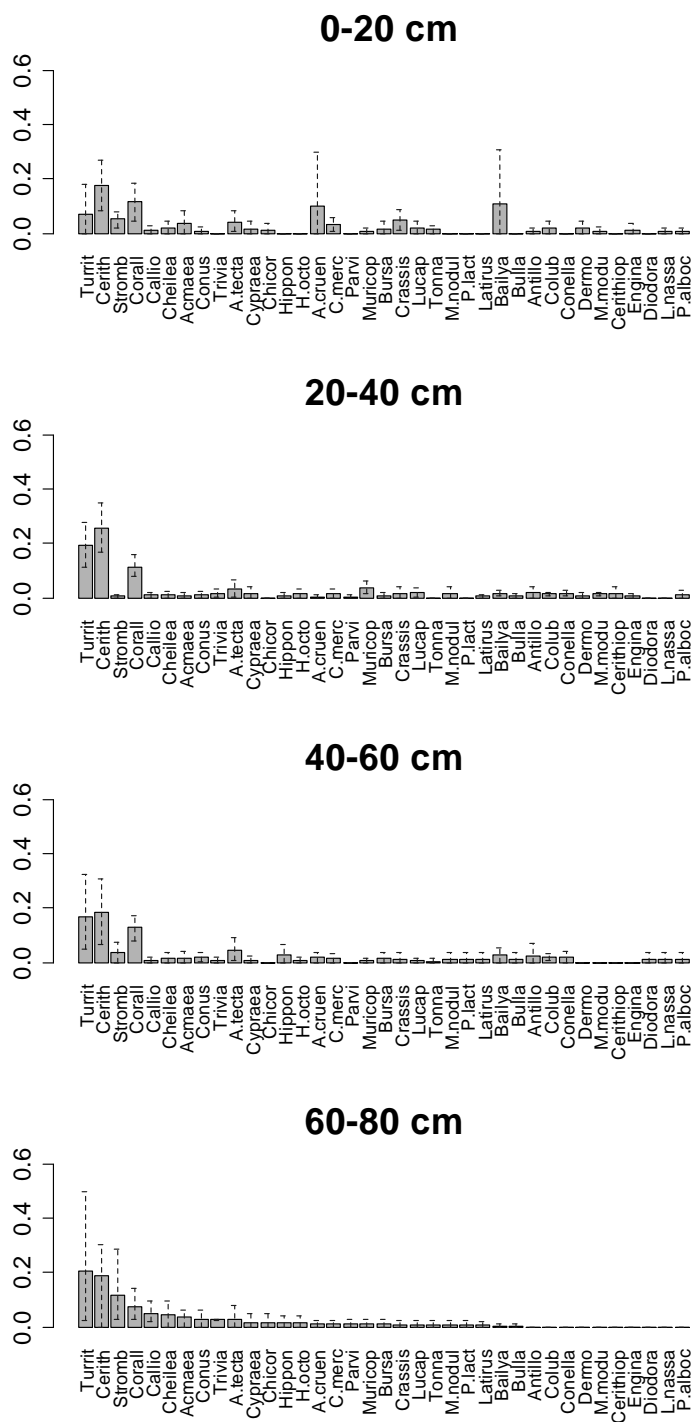 0-20 cm
0.0 0.2 0.4 0.6
Turrit Cerith Stromb Corall Callio Cheilea Acmaea Conus Trivia A.tecta Cypraea Chicor Hippon H.octo A.cruen C.merc Parvi Muricop Bursa Crassis Lucap Tonna M.nodul P.lact Latirus Bailya Bulla Antillo Colub Conella Dermo M.modu Cerithiop Engina Diodora L.nassa P.alboc
20-40 cm
0.0 0.2 0.4 0.6
Turrit Cerith Stromb Corall Callio Cheilea Acmaea Conus Trivia A.tecta Cypraea Chicor Hippon H.octo A.cruen C.merc Parvi Muricop Bursa Crassis Lucap Tonna M.nodul P.lact Latirus Bailya Bulla Antillo Colub Conella Dermo M.modu Cerithiop Engina Diodora L.nassa P.alboc
40-60 cm
0.0 0.2 0.4 0.6
Turrit Cerith Stromb Corall Callio Cheilea Acmaea Conus Trivia A.tecta Cypraea Chicor Hippon H.octo A.cruen C.merc Parvi Muricop Bursa Crassis Lucap Tonna M.nodul P.lact Latirus Bailya Bulla Antillo Colub Conella Dermo M.modu Cerithiop Engina Diodora L.nassa P.alboc
60-80 cm
0.0 0.2 0.4 0.6
Turrit Cerith Stromb Corall Callio Cheilea Acmaea Conus Trivia A.tecta Cypraea Chicor Hippon H.octo A.cruen C.merc Parvi Muricop Bursa Crassis Lucap Tonna M.nodul P.lact Latirus Bailya Bulla Antillo Colub Conella Dermo M.modu Cerithiop Engina Diodora L.nassa P.alboc